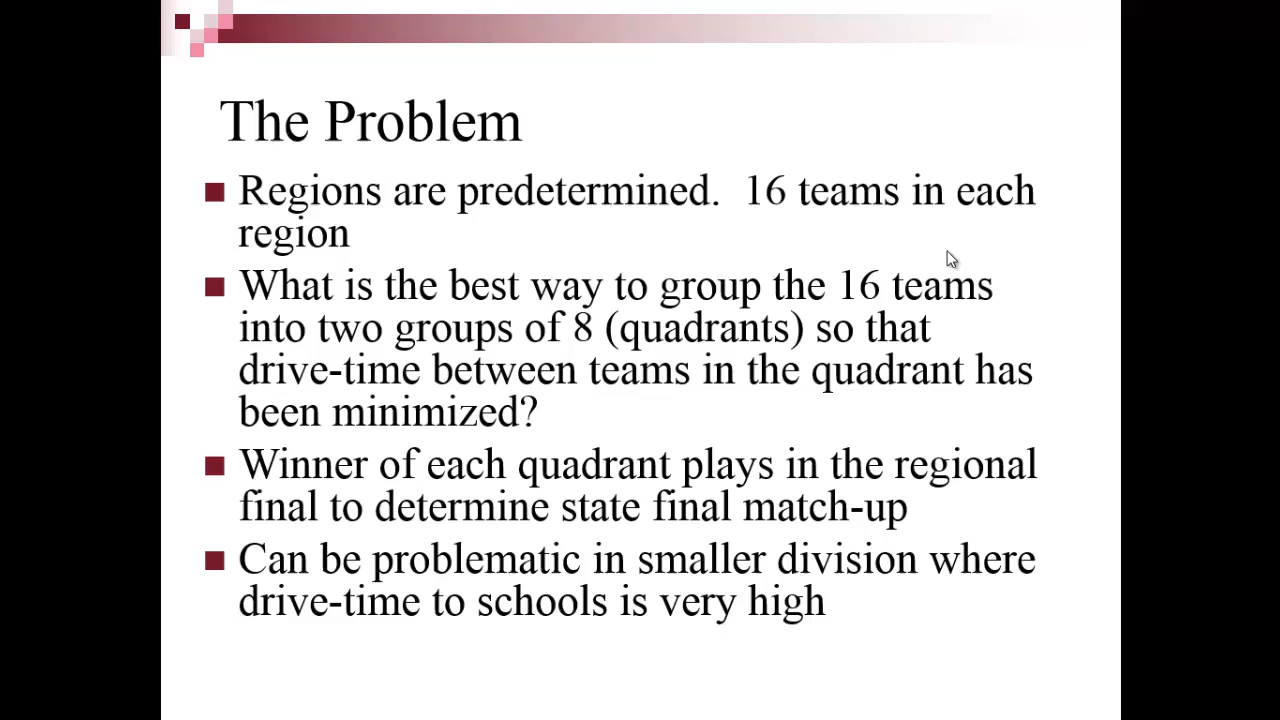 The Problem
Regions are predetermined.  16 teams in each
region
What is the best way to group the 16 teams
into two groups of 8 (quadrants) so that
drive-time between teams in the quadrant has
been minimized?
Winner of each quadrant plays in the regional
final to determine state final match-up
Can be problematic in smaller division where
drive-time to schools is very high